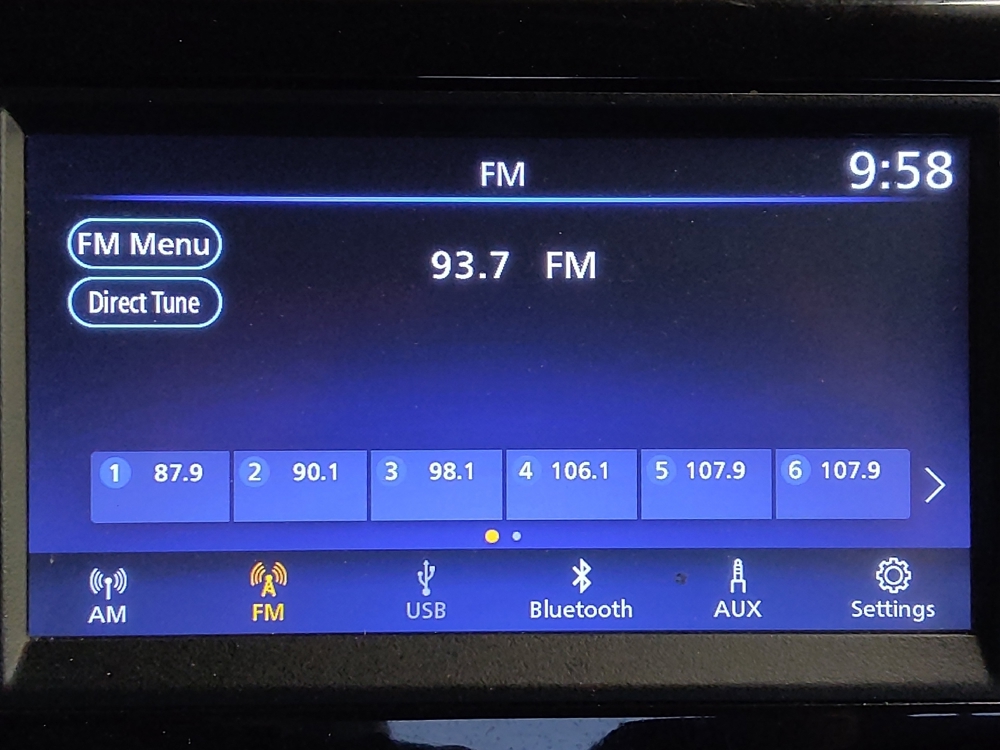 FM 9:58
FM Menu
93.7 FM
Direct Tune
1 87.9 2 90.1 3 98.1 4 106.1 5 107.9 6 107.9
AM FM USB Bluetooth AUX Settings